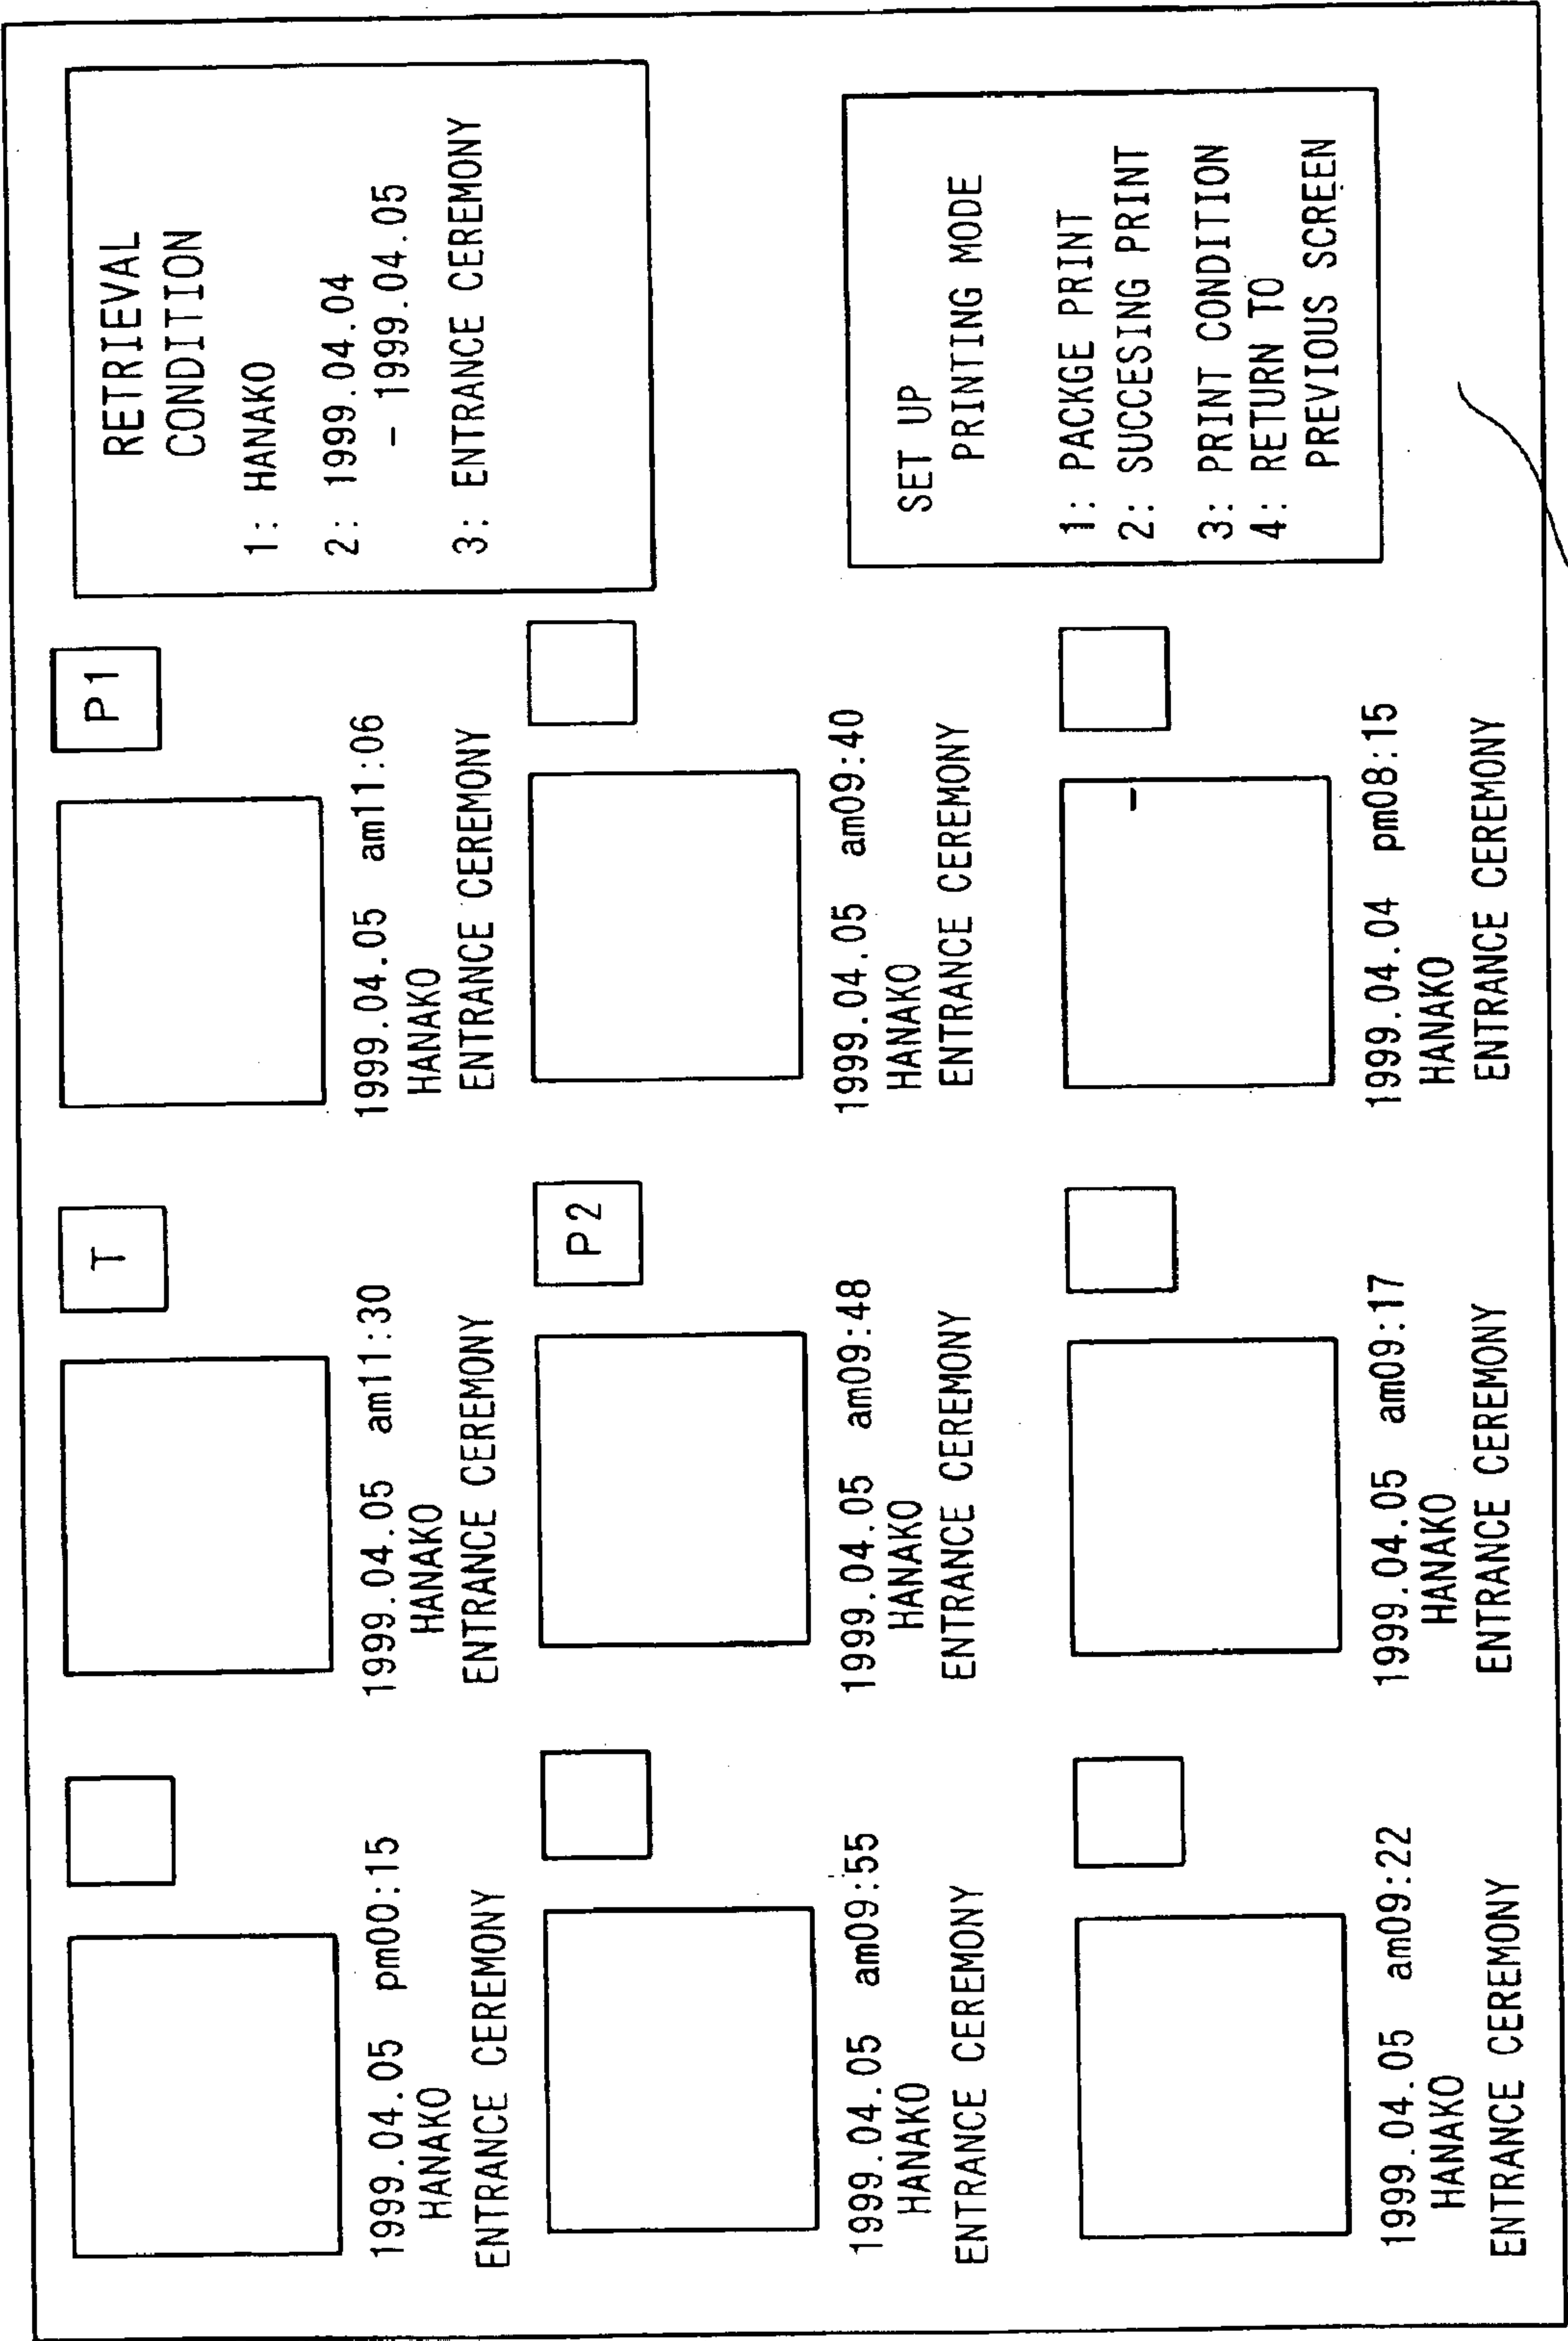 T
P1
1999.04.05 pm00:15
HANAKO
ENTRANCE CEREMONY
1999.04.05 am11:30
HANAKO
ENTRANCE CEREMONY
1999.04.05 am11:06
HANAKO
ENTRANCE CEREMONY
P2
1999.04.05 am09:55
HANAKO
ENTRANCE CEREMONY
1999.04.05 am09:48
HANAKO
ENTRANCE CEREMONY
1999.04.05 am09:40
HANAKO
ENTRANCE CEREMONY
1999.04.05 am09:22
HANAKO
ENTRANCE CEREMONY
1999.04.05 am09:17
HANAKO
ENTRANCE CEREMONY
1999.04.04 pm08:15
HANAKO
ENTRANCE CEREMONY
RETRIEVAL
CONDITION
1: HANAKO
2: 1999.04.04
- 1999.04.05
3: ENTRANCE CEREMONY
SET UP
PRINTING MODE
1: PACKGE PRINT
2: SUCCESING PRINT
3: PRINT CONDITION
4: RETURN TO
PREVIOUS SCREEN